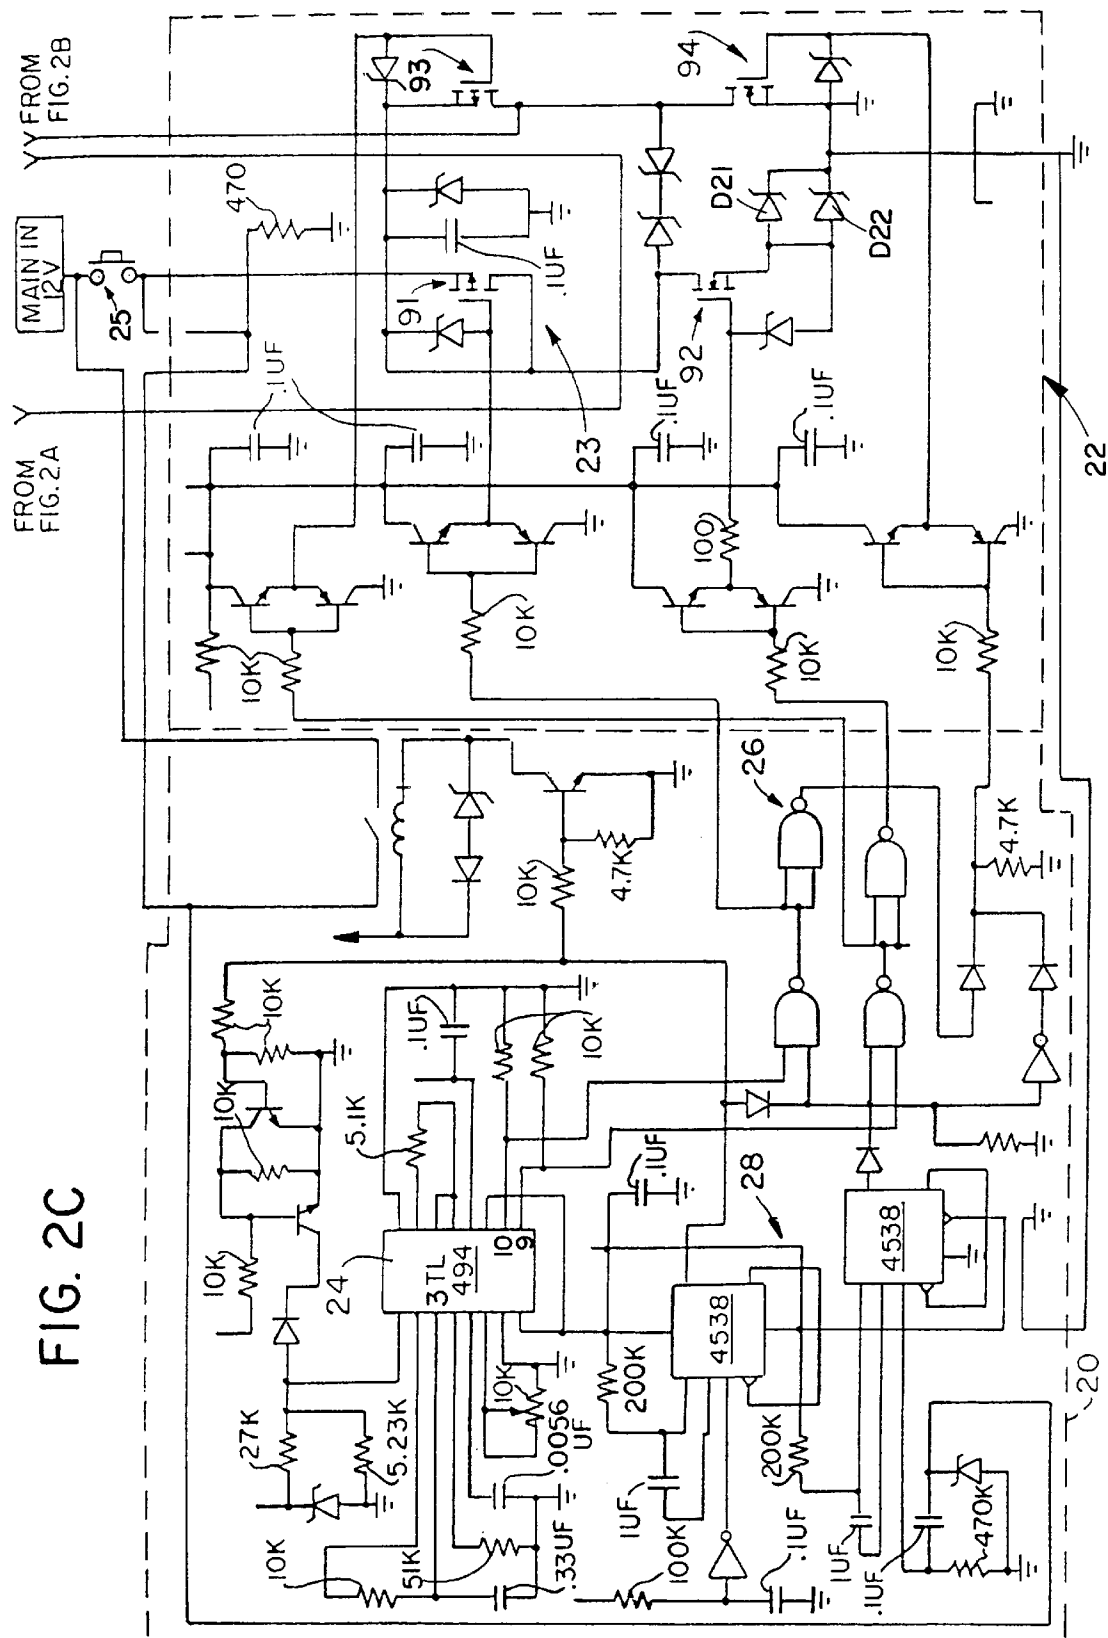 FIG. 2C
FROM
FIG. 2A
MAIN IN
12V
FROM
FIG. 2B
25
470
.1UF
.1UF
91
93
94
23
92
D21
D22
.1UF
.1UF
22
10K
10K
100
10K
10K
10K
4.7K
26
4.7K
10K
10K
10K
.1UF
10K
5.1K
24
3TL
494
10
9
.1UF
28
4538
4538
27K
5.23K
10K
10K
51K
.0056
UF
.33UF
200K
1UF
100K
.1UF
200K
1UF
.1UF
470K
20